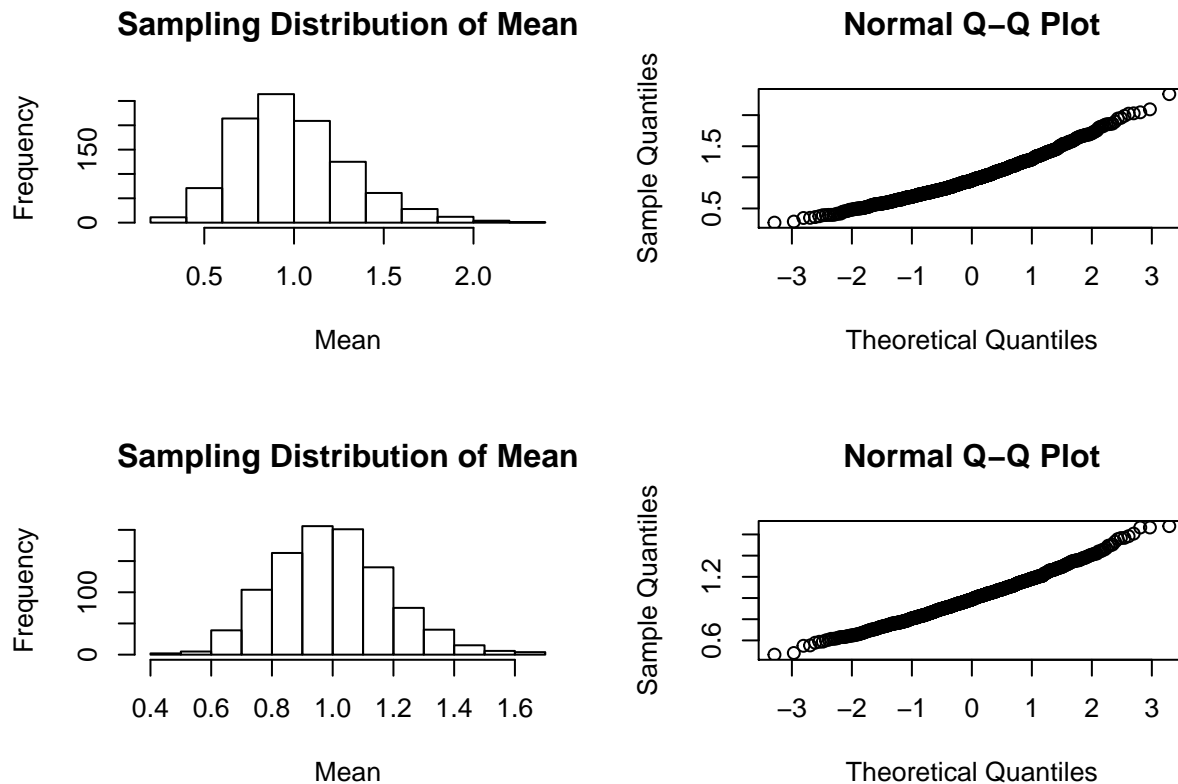 Sampling Distribution of Mean
Frequency
0
150
0.5 1.0 1.5 2.0
Mean
Normal Q−Q Plot
Sample Quantiles
0.5
1.5
−3 −2 −1 0 1 2 3
Theoretical Quantiles
Sampling Distribution of Mean
Frequency
0
100
0.4 0.6 0.8 1.0 1.2 1.4 1.6
Mean
Normal Q−Q Plot
Sample Quantiles
0.6
1.2
−3 −2 −1 0 1 2 3
Theoretical Quantiles